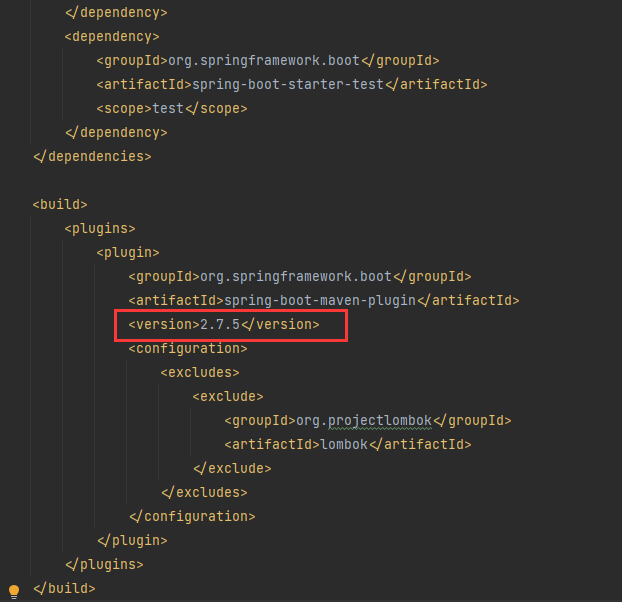 </dependency>
<dependency>
<groupId>org.springframework.boot</groupId>
<artifactId>spring-boot-starter-test</artifactId>
<scope>test</scope>
</dependency>
</dependencies>
<build>
<plugins>
<plugin>
<groupId>org.springframework.boot</groupId>
<artifactId>spring-boot-maven-plugin</artifactId>
<version>2.7.5</version>
<configuration>
<excludes>
<exclude>
<groupId>org.projectlombok</groupId>
<artifactId>lombok</artifactId>
</exclude>
</excludes>
</configuration>
</plugin>
</plugins>
</build>